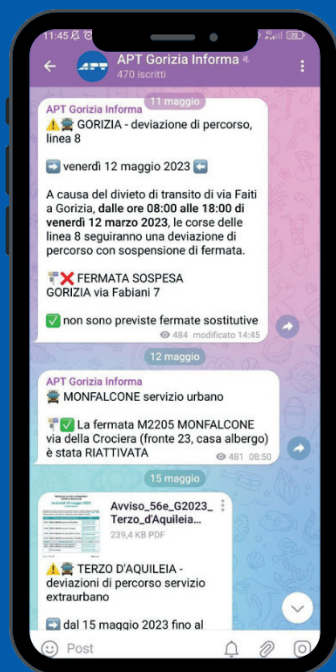 11:45
APT Gorizia Informa
470 iscritti
11 maggio
APT Gorizia Informa
⚠️🚍 GORIZIA - deviazione di percorso,
linea 8
➡️ venerdì 12 maggio 2023 ⬅️
A causa del divieto di transito di via Faiti
a Gorizia, dalle ore 08:00 alle 18:00 di
venerdì 12 marzo 2023, le corse delle
linea 8 seguiranno una deviazione di
percorso con sospensione di fermata.
🚏❌ FERMATA SOSPESA
GORIZIA via Fabiani 7
✅ non sono previste fermate sostitutive
484 modificato 14:45
12 maggio
APT Gorizia Informa
🚍 MONFALCONE servizio urbano
🚏✅ La fermata M2205 MONFALCONE
via della Crociera (fronte 23, casa albergo)
è stata RIATTIVATA
481 08:50
15 maggio
Avviso_56e_G2023_
Terzo_d'Aquileia...
239,4 KB PDF
⚠️🚍 TERZO D'AQUILEIA -
deviazioni di percorso servizio
extraurbano
➡️ dal 15 maggio 2023 fino al
Post